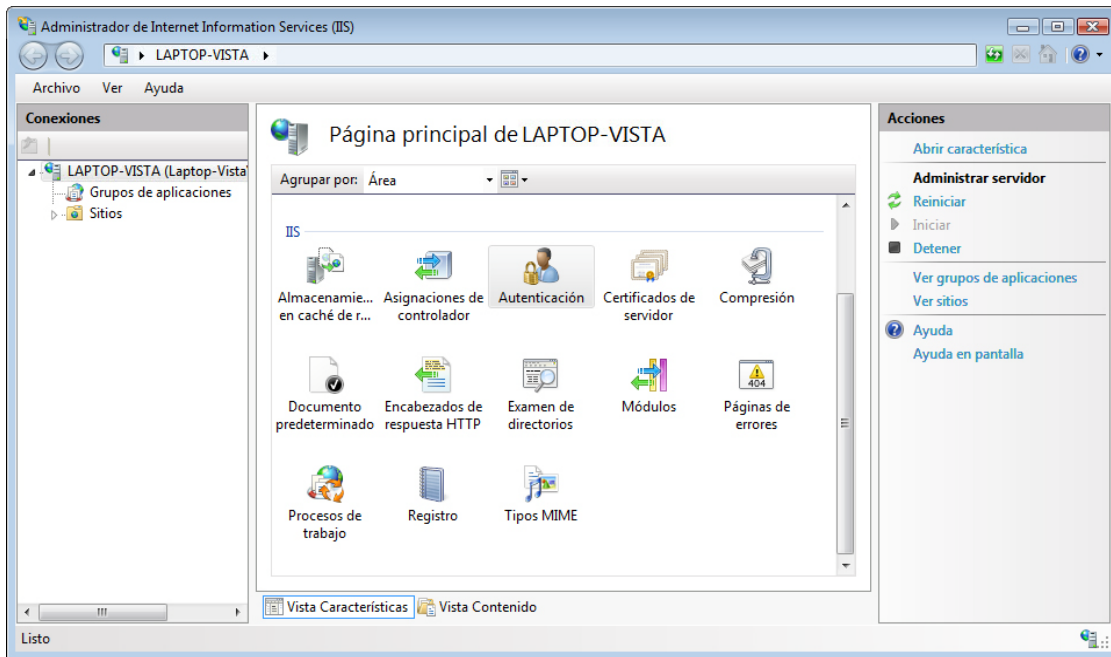 Administrador de Internet Information Services (IIS)
LAPTOP-VISTA
Archivo Ver Ayuda
Conexiones
LAPTOP-VISTA (Laptop-Vista
Grupos de aplicaciones
Sitios
Página principal de LAPTOP-VISTA
Agrupar por: Área
IIS
Almacenamie... Asignaciones de Autenticación Certificados de Compresión
en caché de r... controlador servidor
Documento Encabezados de Examen de Módulos Páginas de
predeterminado respuesta HTTP directorios errores
404
Procesos de Registro Tipos MIME
trabajo
Vista Características Vista Contenido
Acciones
Abrir característica
Administrar servidor
Reiniciar
Iniciar
Detener
Ver grupos de aplicaciones
Ver sitios
Ayuda
Ayuda en pantalla
Listo